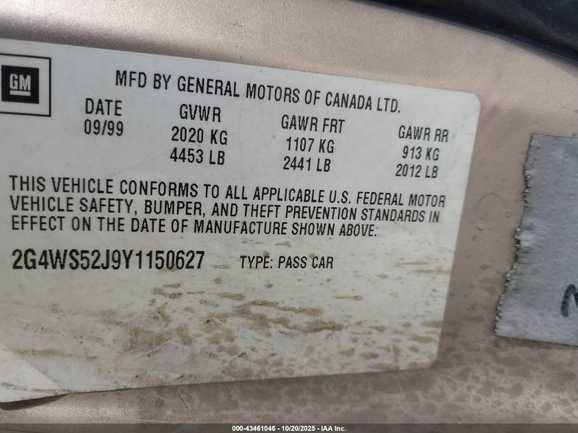 GM
MFD BY GENERAL MOTORS OF CANADA LTD.
DATE GVWR GAWR FRT GAWR RR
09/99 2020 KG 1107 KG 913 KG
4453 LB 2441 LB 2012 LB
THIS VEHICLE CONFORMS TO ALL APPLICABLE U.S. FEDERAL MOTOR
VEHICLE SAFETY, BUMPER, AND THEFT PREVENTION STANDARDS IN
EFFECT ON THE DATE OF MANUFACTURE SHOWN ABOVE.
2G4WS52J9Y1150627 TYPE: PASS CAR
000-43461046 - 10/20/2025 - IAA Inc.